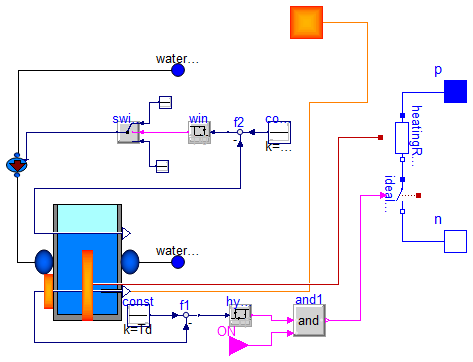 water...
p
swi...
win...
f2
co...
k=...
heatingR...
ideal...
n
water...
const
k=Td
f1
hy...
and1
and
ON